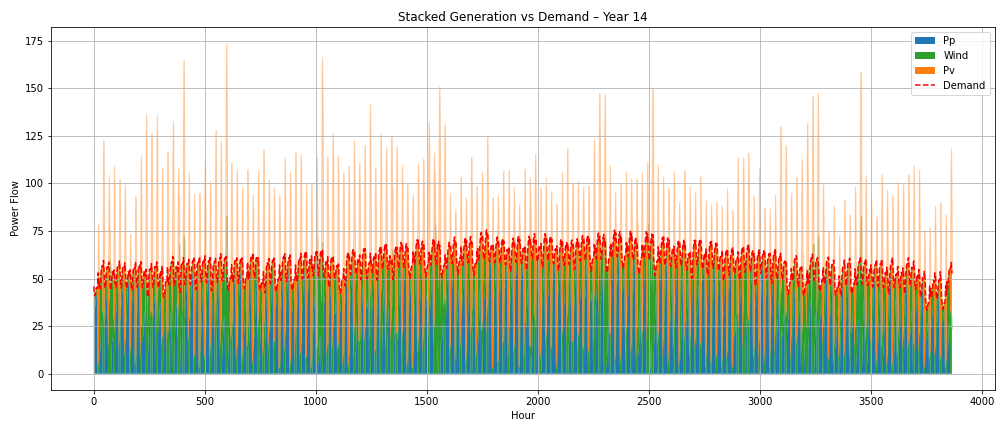 Stacked Generation vs Demand – Year 14
Power Flow
175
150
125
100
75
50
25
0
Pp
Wind
Pv
Demand
0
500
1000
1500
2000
2500
3000
3500
4000
Hour